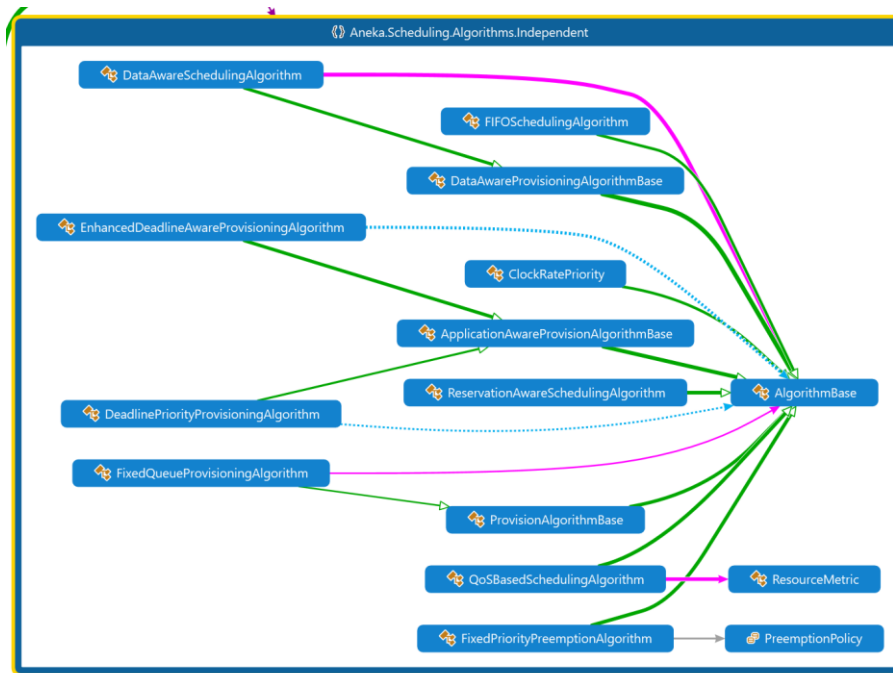 Aneka.Scheduling.Algorithms.Independent
DataAwareSchedulingAlgorithm
FIFOSchedulingAlgorithm
DataAwareProvisioningAlgorithmBase
EnhancedDeadlineAwareProvisioningAlgorithm
ClockRatePriority
ApplicationAwareProvisionAlgorithmBase
ReservationAwareSchedulingAlgorithm
AlgorithmBase
DeadlinePriorityProvisioningAlgorithm
FixedQueueProvisioningAlgorithm
ProvisionAlgorithmBase
QoSBasedSchedulingAlgorithm
ResourceMetric
FixedPriorityPreemptionAlgorithm
PreemptionPolicy